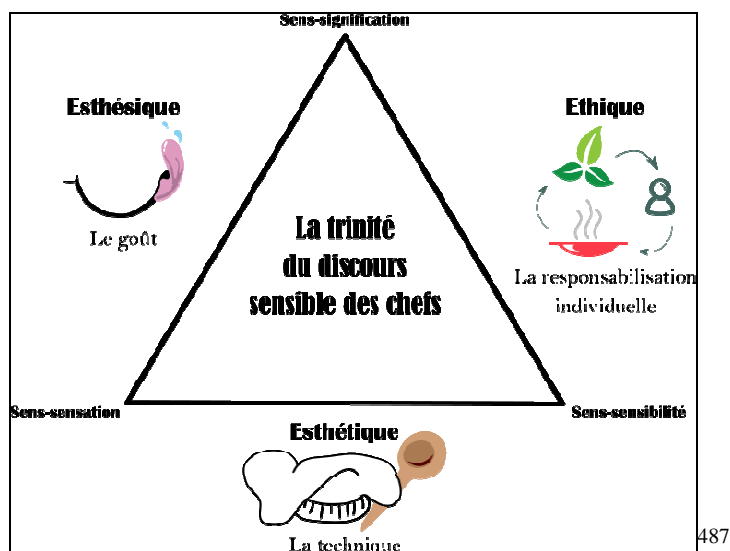 Sens-signification
Esthésique
Ethique
Le goût
La trinité
du discours
sensible des chefs
La responsabilisation
individuelle
Sens-sensation
Sens-sensibilité
Esthétique
La technique
487